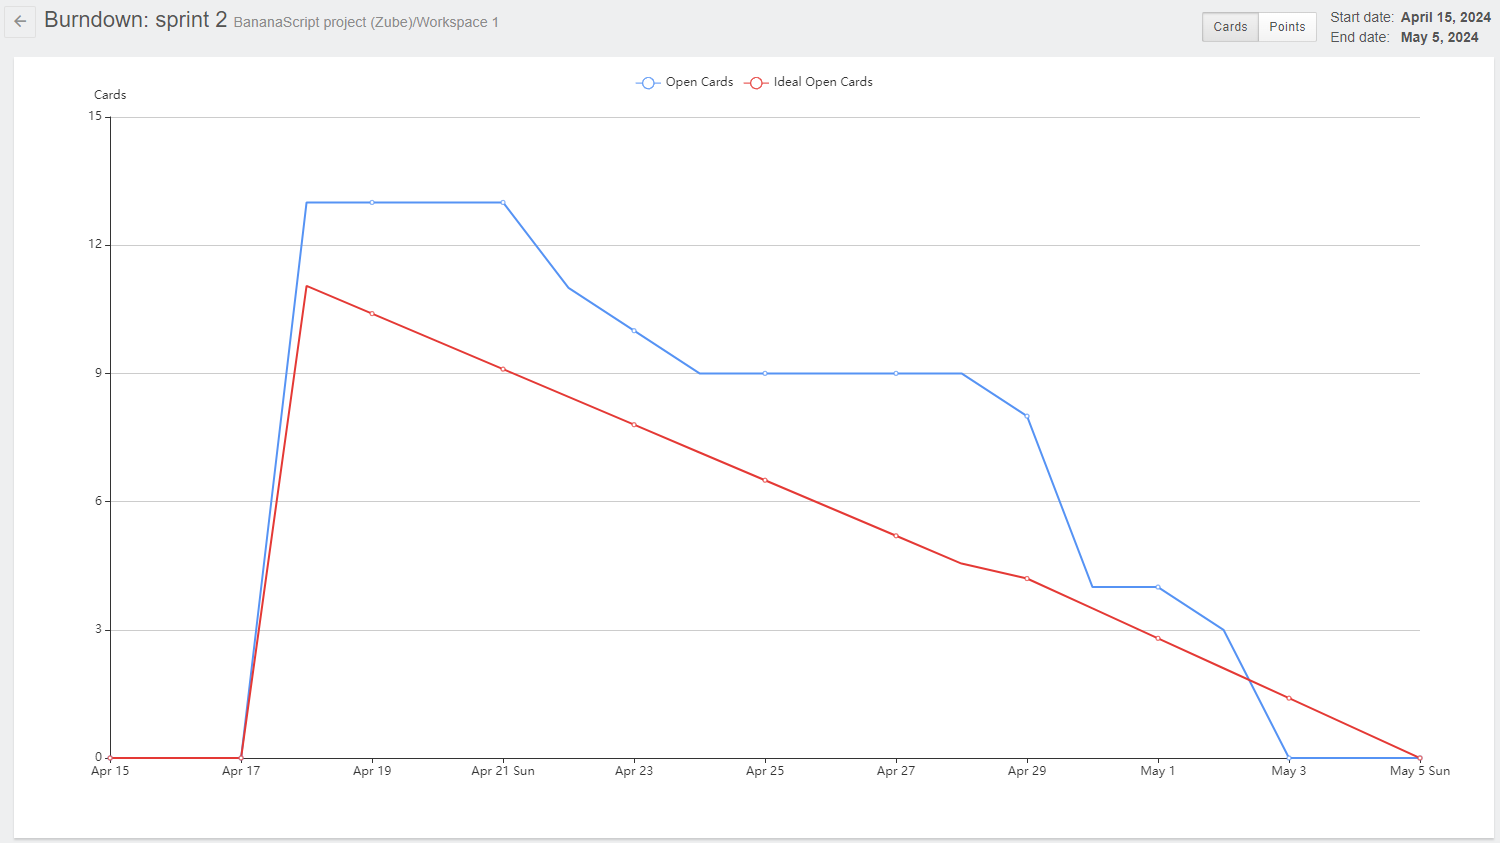 Burndown: sprint 2 BananaScript project (Zube)/Workspace 1
Cards Points
Start date: April 15, 2024
End date: May 5, 2024
Open Cards Ideal Open Cards
Cards
15
12
9
6
3
0
Apr 15 Apr 17 Apr 19 Apr 21 Sun Apr 23 Apr 25 Apr 27 Apr 29 May 1 May 3 May 5 Sun